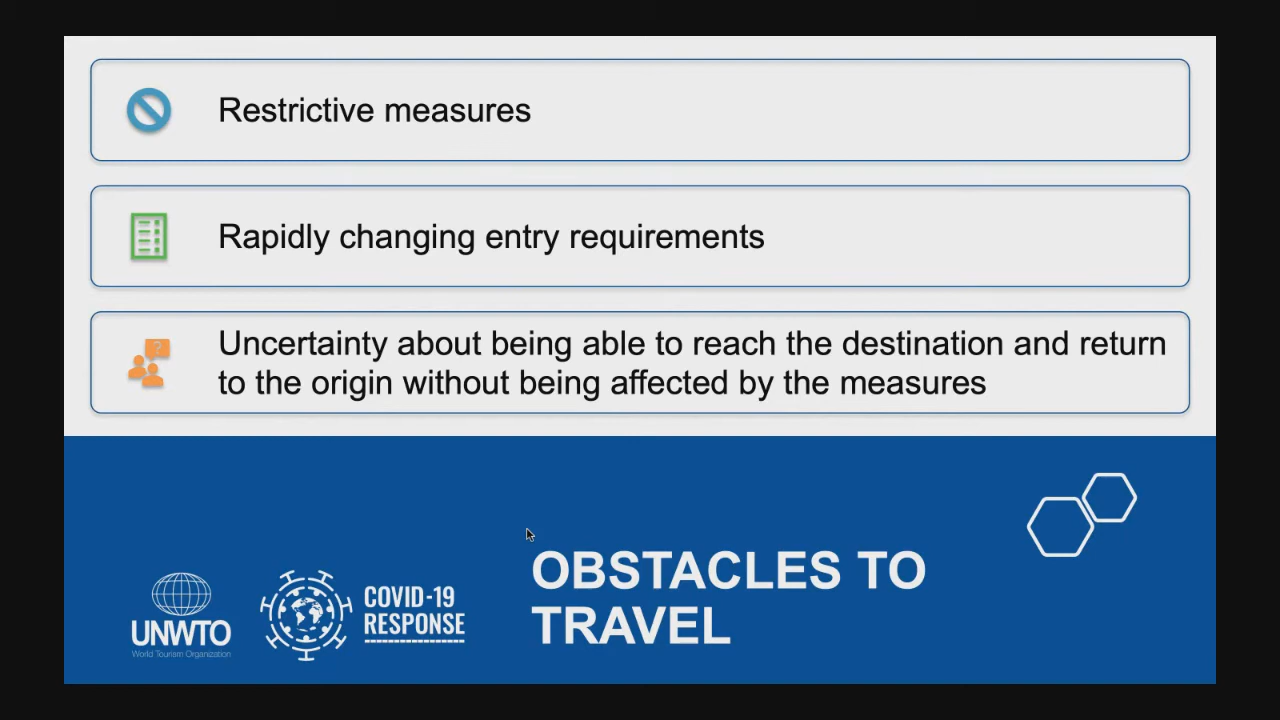 Restrictive measures
Rapidly changing entry requirements
?
Uncertainty about being able to reach the destination and return
to the origin without being affected by the measures
OBSTACLES TO
TRAVEL
UNWTO
World Tourism Organization
COVID-19
RESPONSE